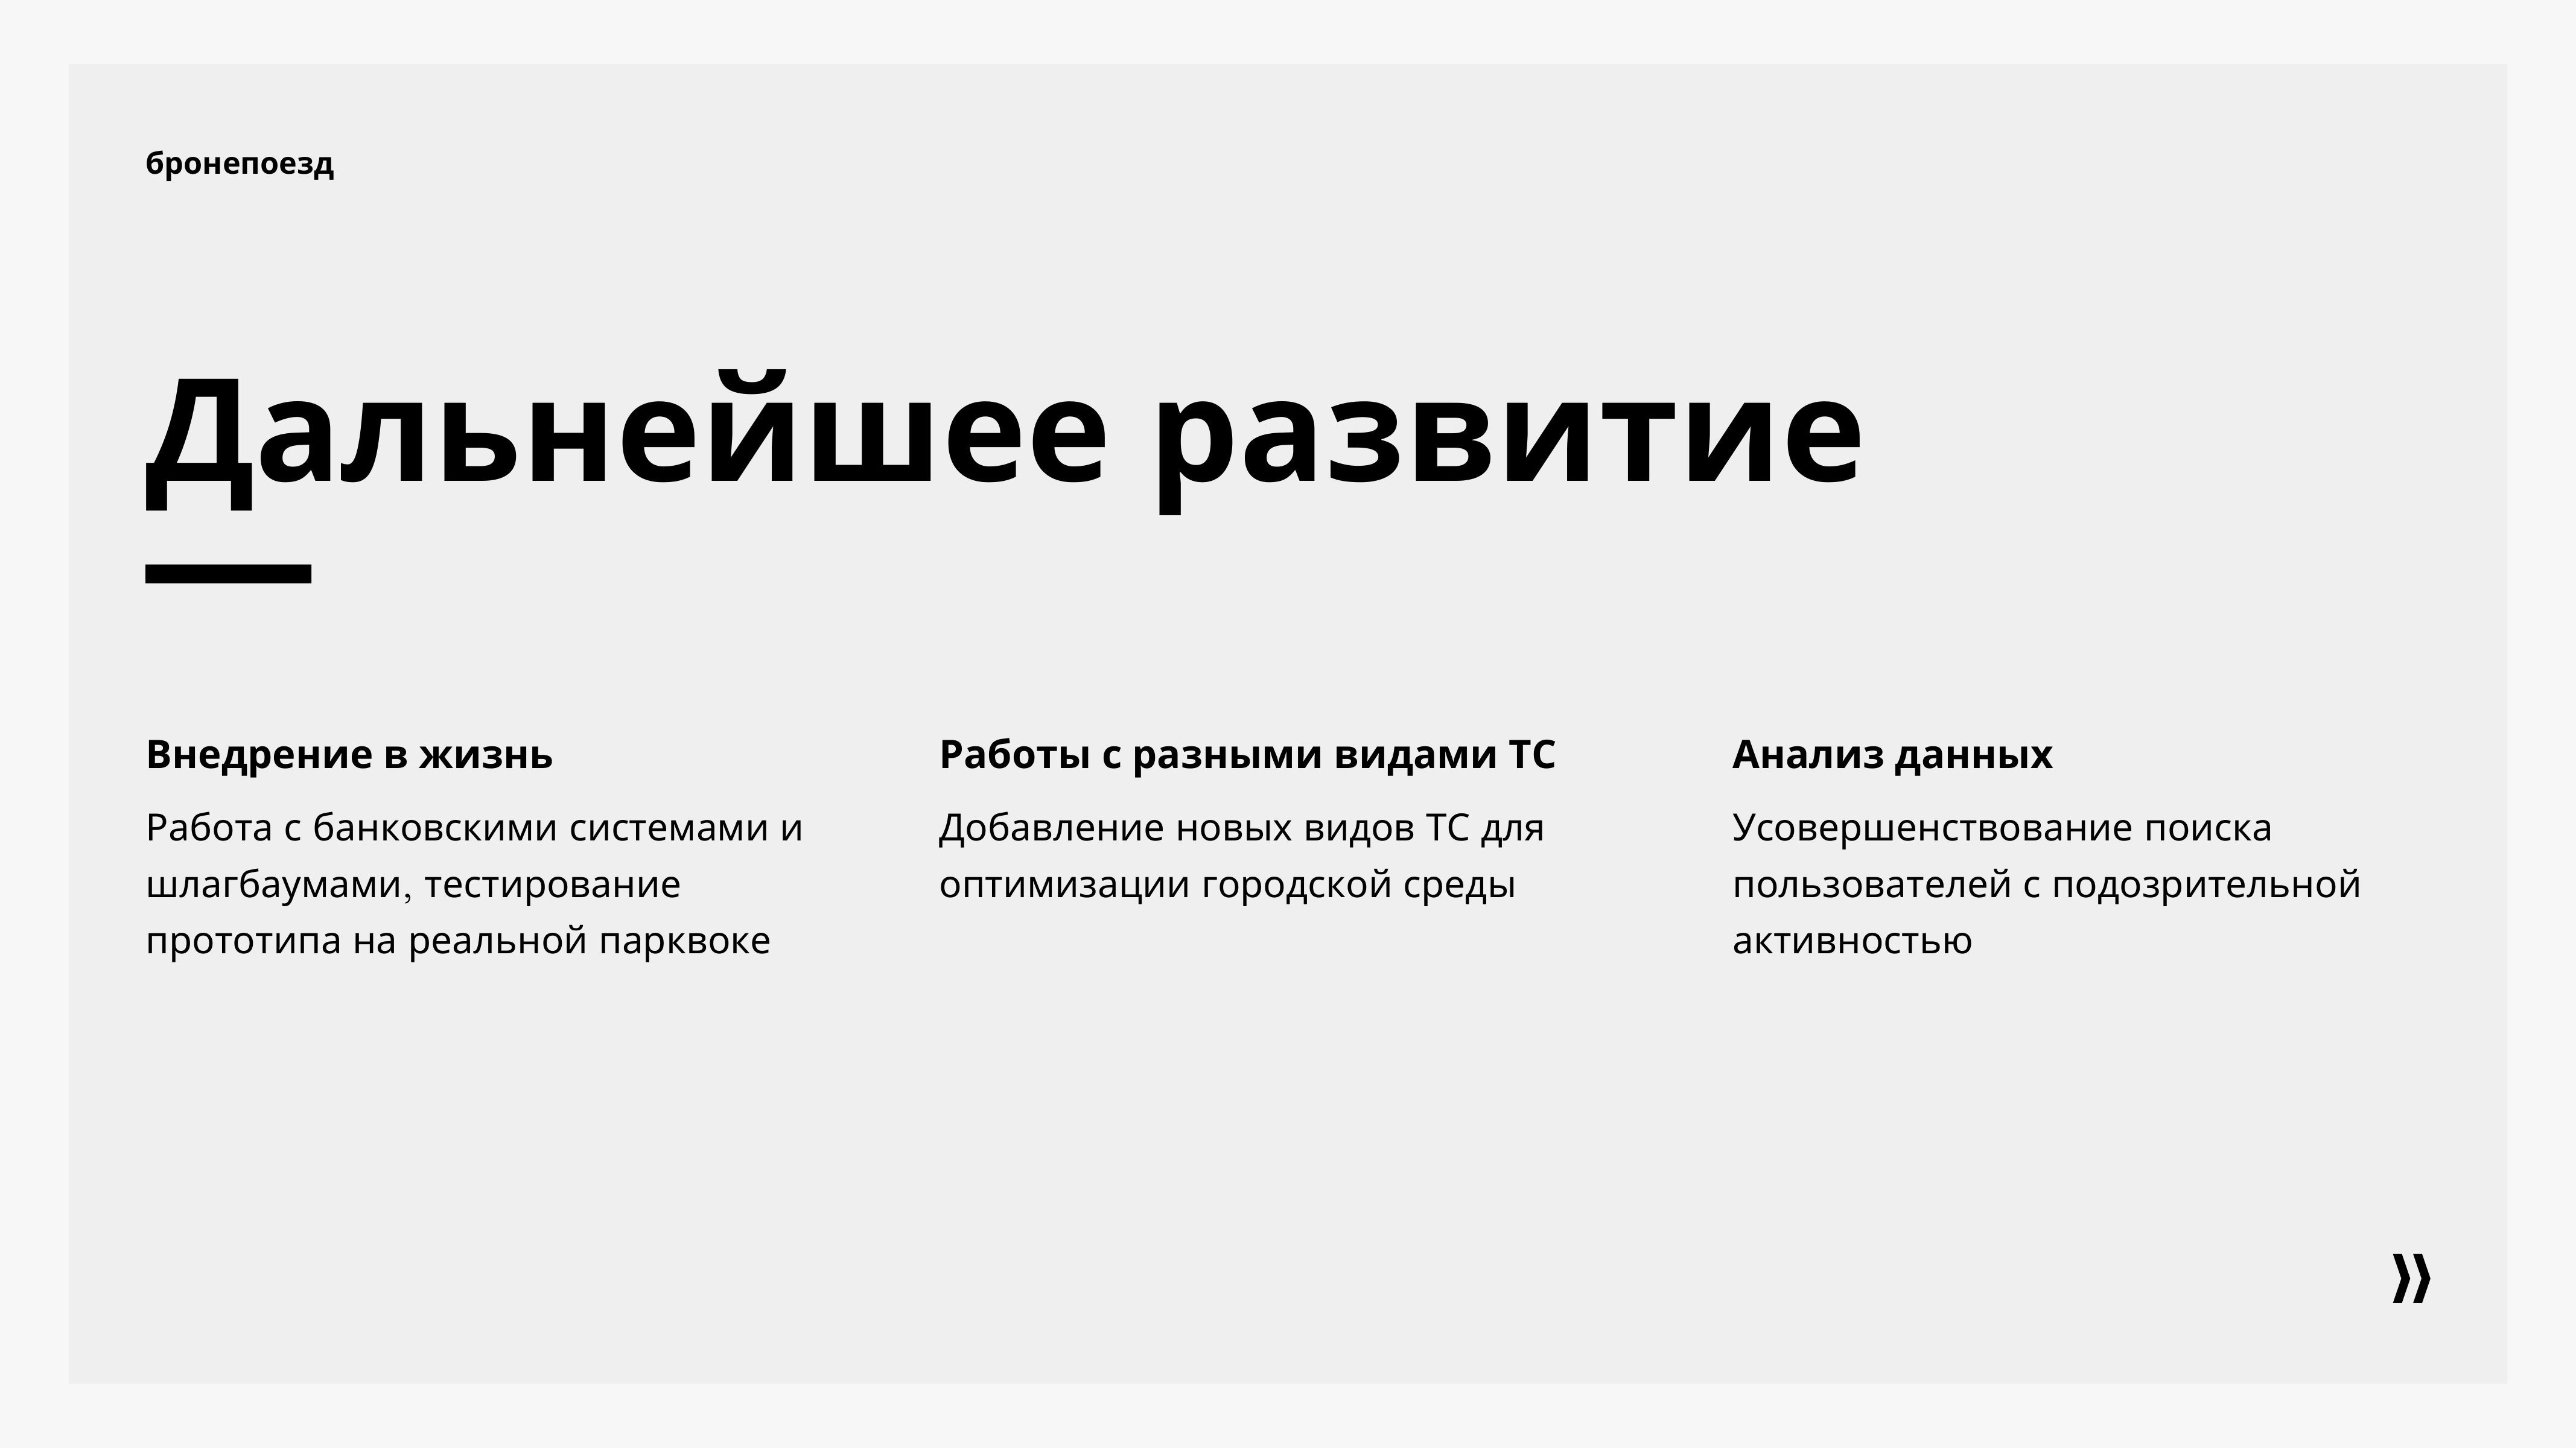 бронепоезд
Дальнейшее развитие
Внедрение в жизнь
Работа с банковскими системами и
шлагбаумами, тестирование
прототипа на реальной парквоке
Работы с разными видами ТС
Добавление новых видов ТС для
оптимизации городской среды
Анализ данных
Усовершенствование поиска
пользователей с подозрительной
активностью